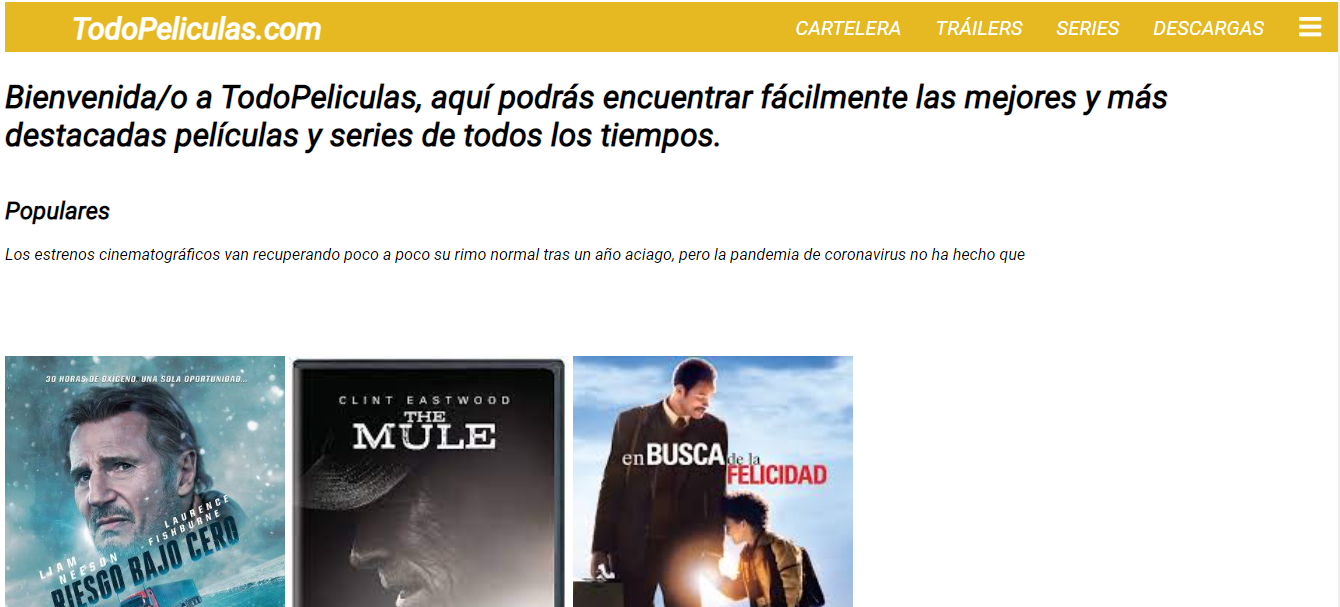 TodoPeliculas.com
CARTELERA TRÁILERS SERIES DESCARGAS
Bienvenida/o a TodoPeliculas, aquí podrás encuentrar fácilmente las mejores y más
destacadas películas y series de todos los tiempos.
Populares
Los estrenos cinematográficos van recuperando poco a poco su rimo normal tras un año aciago, pero la pandemia de coronavirus no ha hecho que
30 HORAS DE OXÍGENO. UNA SOLA OPORTUNIDAD...
LIAM NEESON
LAURENCE FISHBURNE
RIESGO BAJO CERO
CLINT EASTWOOD
THE
MULE
en BUSCA de la
FELICIDAD